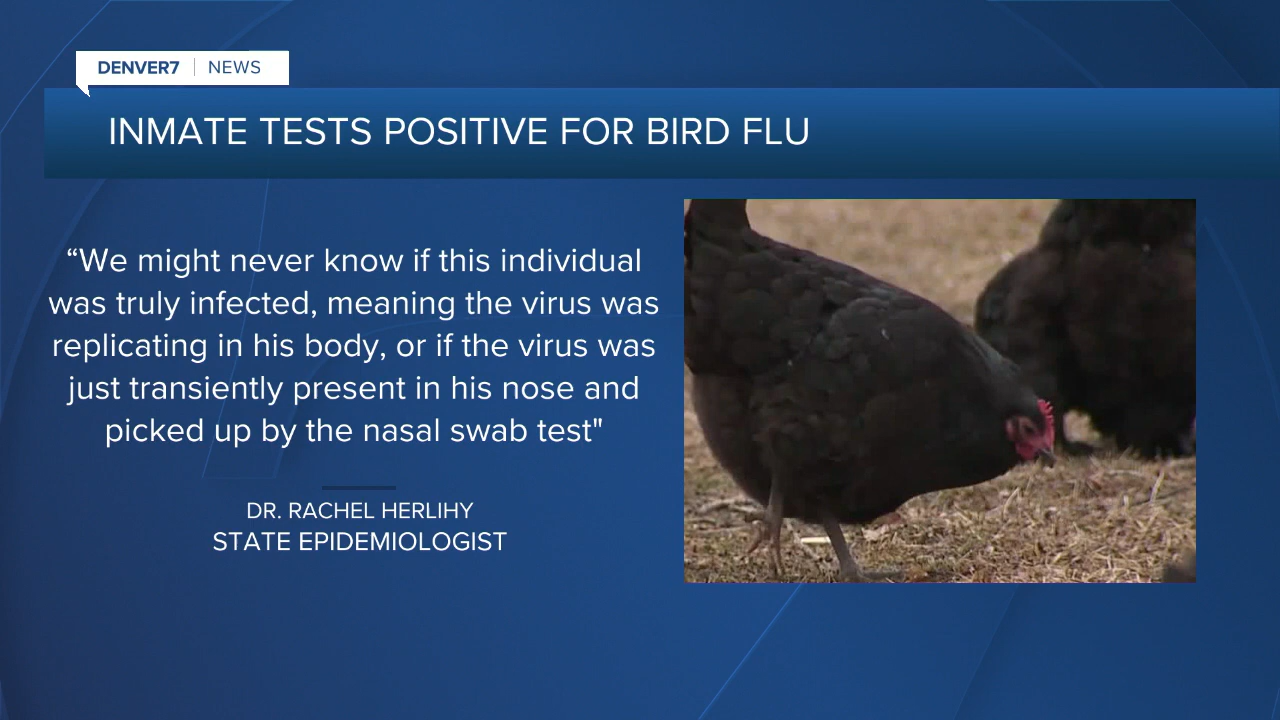 DENVER7 | NEWS
INMATE TESTS POSITIVE FOR BIRD FLU
“We might never know if this individual
was truly infected, meaning the virus was
replicating in his body, or if the virus was
just transiently present in his nose and
picked up by the nasal swab test"
DR. RACHEL HERLIHY
STATE EPIDEMIOLOGIST